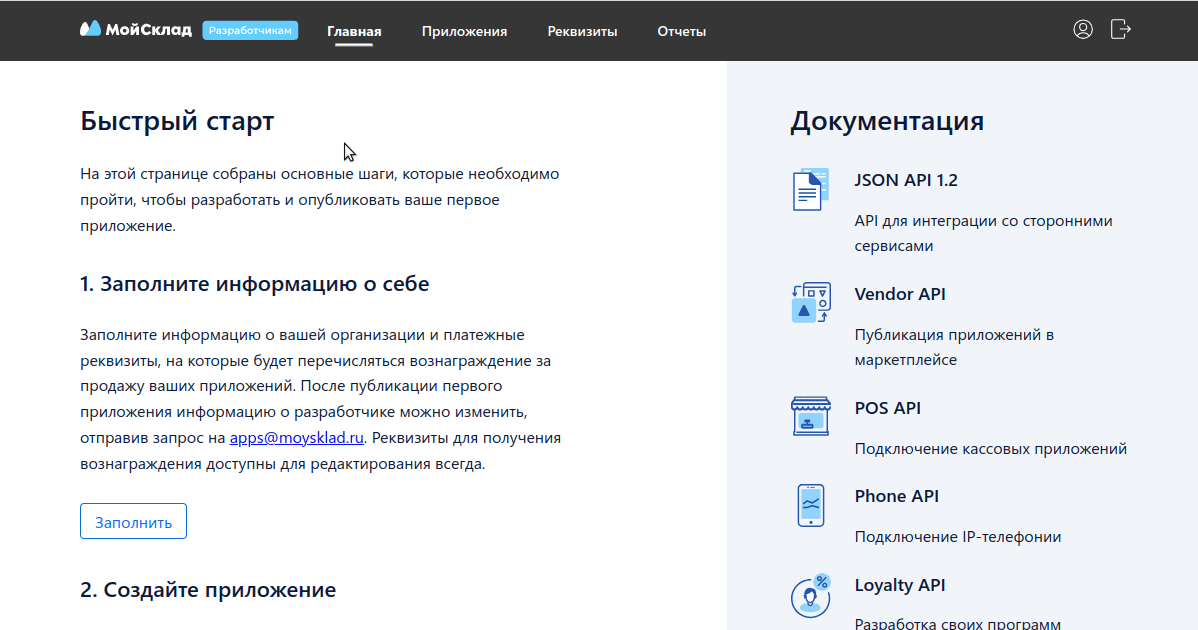 МойСклад Разработчикам Главная Приложения Реквизиты Отчеты
Быстрый старт
На этой странице собраны основные шаги, которые необходимо
пройти, чтобы разработать и опубликовать ваше первое
приложение.
1. Заполните информацию о себе
Заполните информацию о вашей организации и платежные
реквизиты, на которые будет перечисляться вознаграждение за
продажу ваших приложений. После публикации первого
приложения информацию о разработчике можно изменить,
отправив запрос на apps@moysklad.ru. Реквизиты для получения
вознаграждения доступны для редактирования всегда.
Заполнить
2. Создайте приложение
Документация
JSON API 1.2
API для интеграции со сторонними
сервисами
Vendor API
Публикация приложений в
маркетплейсе
POS API
Подключение кассовых приложений
Phone API
Подключение IP-телефонии
%
Loyalty API
Разработка своих программ